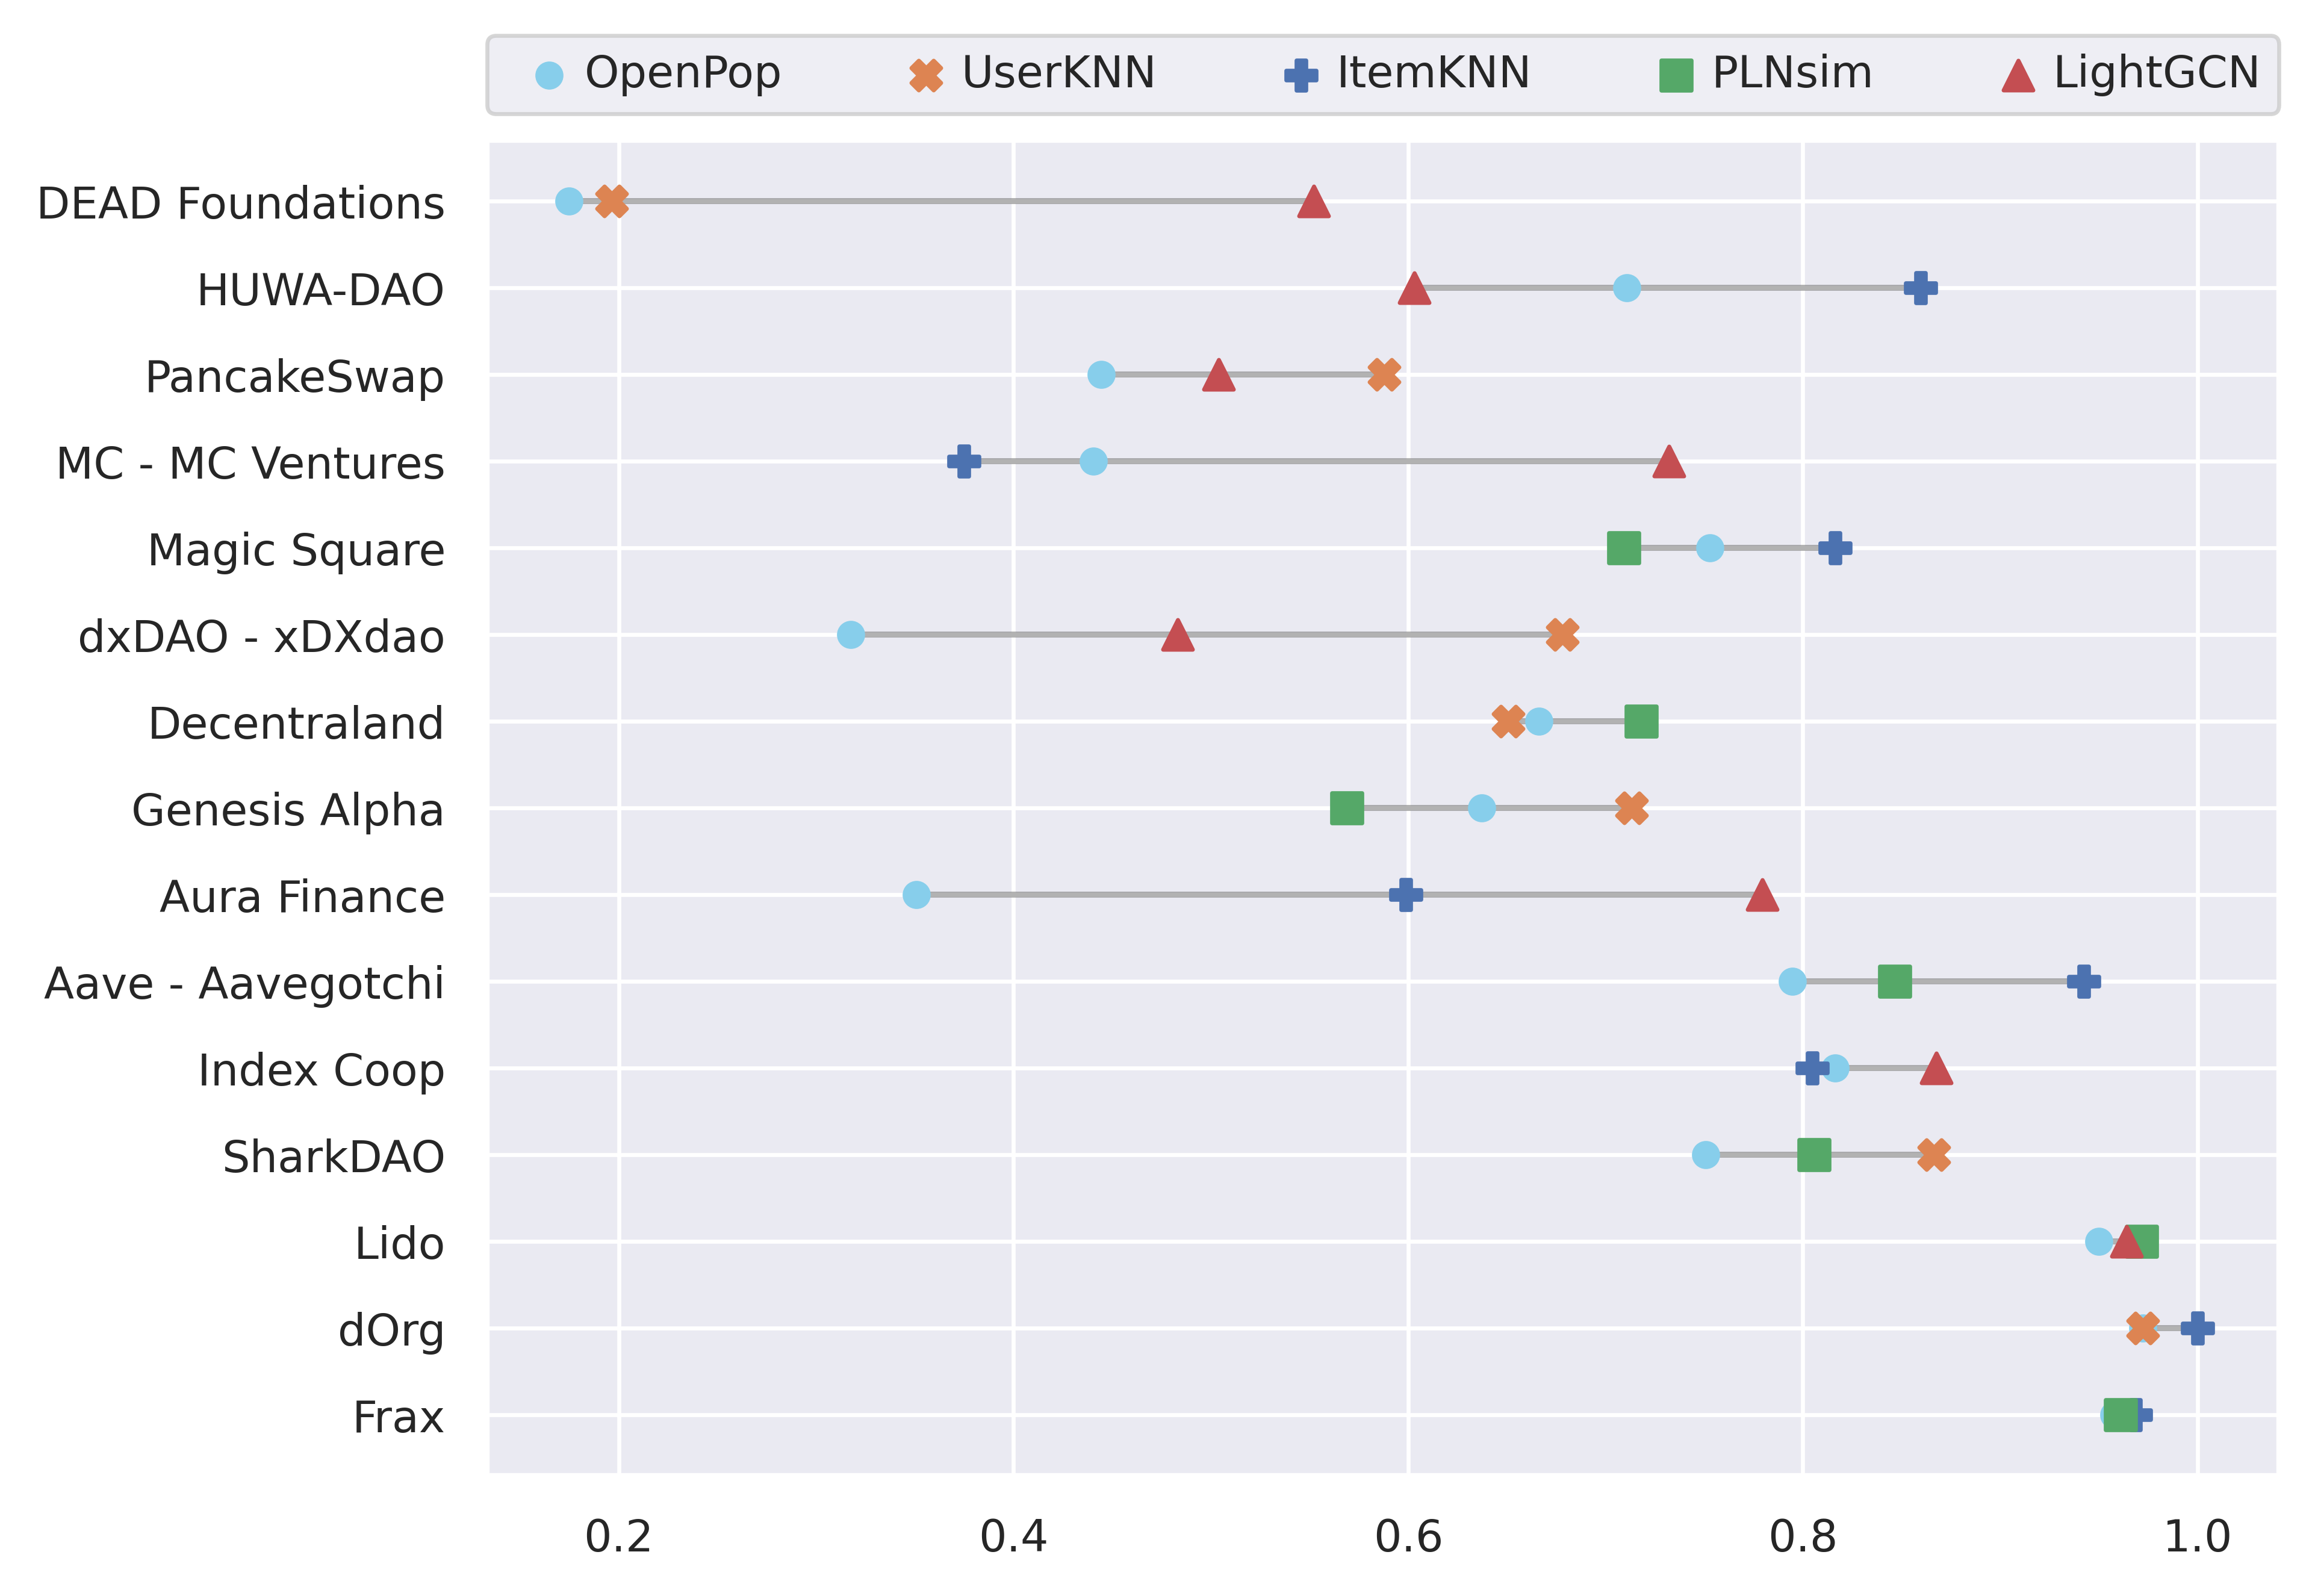 OpenPop UserKNN ItemKNN PLNsim LightGCN
DEAD Foundations
HUWA-DAO
PancakeSwap
MC - MC Ventures
Magic Square
dxDAO - xDXdao
Decentraland
Genesis Alpha
Aura Finance
Aave - Aavegotchi
Index Coop
SharkDAO
Lido
dOrg
Frax
0.2 0.4 0.6 0.8 1.0